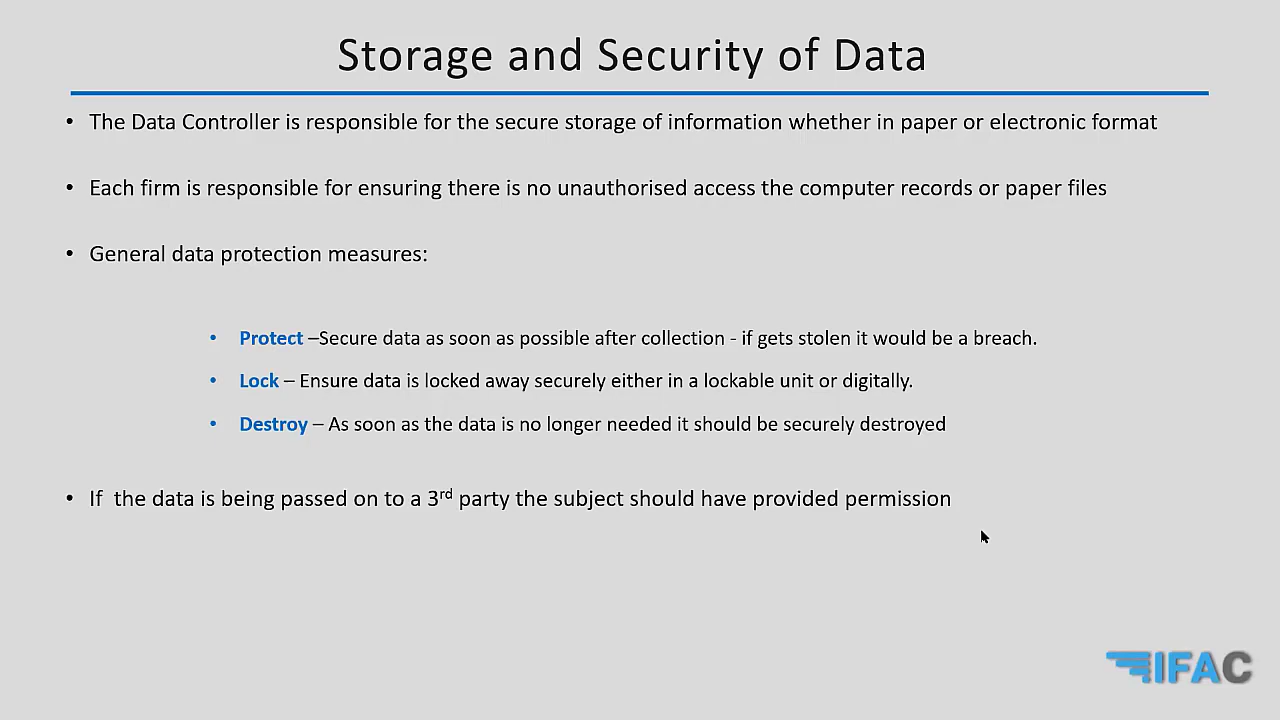 Storage and Security of Data
• The Data Controller is responsible for the secure storage of information whether in paper or electronic format
• Each firm is responsible for ensuring there is no unauthorised access the computer records or paper files
• General data protection measures:
• Protect –Secure data as soon as possible after collection - if gets stolen it would be a breach.
• Lock – Ensure data is locked away securely either in a lockable unit or digitally.
• Destroy – As soon as the data is no longer needed it should be securely destroyed
• If  the data is being passed on to a 3rd party the subject should have provided permission
IFAC